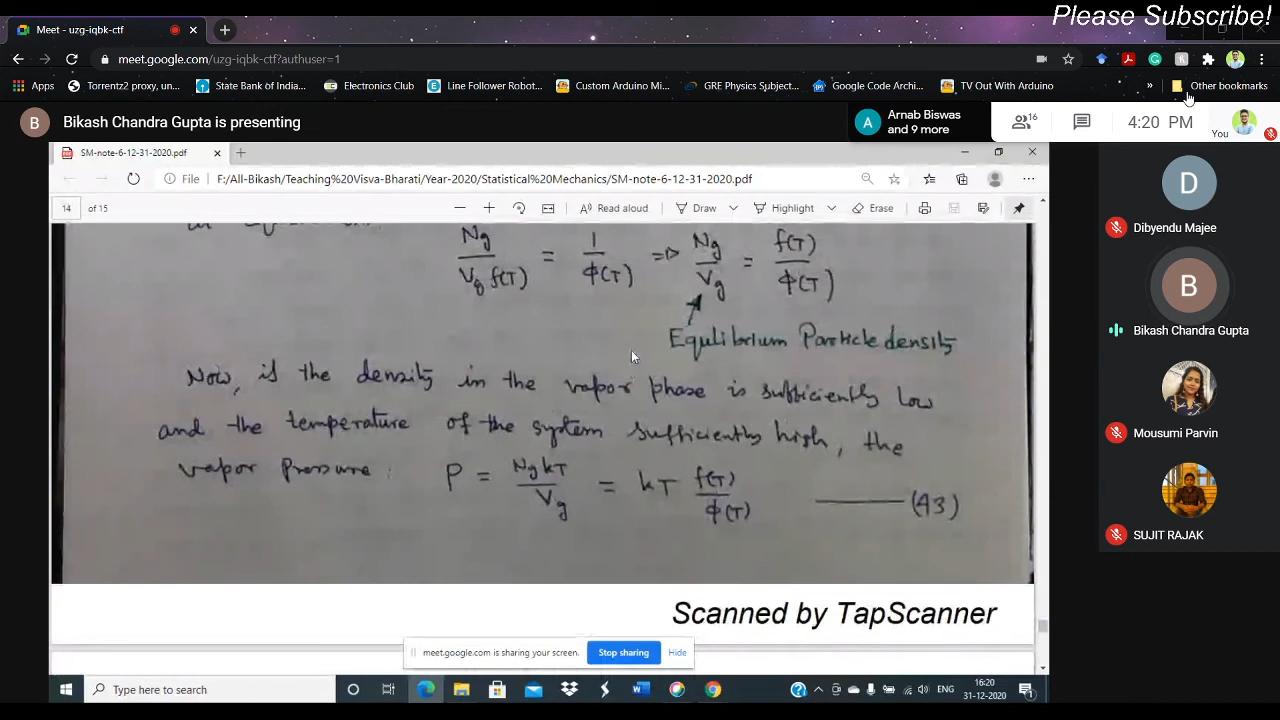 Please Subscribe!
Meet - uzg-iqbk-ctf
meet.google.com/uzg-iqbk-ctf?authuser=1
Apps Torrentz2 proxy, un... State Bank of India... Electronics Club Line Follower Robot... Custom Arduino Mi... GRE Physics Subject... Google Code Archi... TV Out With Arduino » Other bookmarks
B Bikash Chandra Gupta is presenting
A Arnab Biswas
and 9 more
16
4:20 PM
You
SM-note-6-12-31-2020.pdf
File F:/All-Bikash/Teaching%20Visva-Bharati/Year-2020/Statistical%20Mechanics/SM-note-6-12-31-2020.pdf
14 of 15 Read aloud Draw Highlight Erase
Ng/Vg f(T) = 1/Φ(T) => Ng/Vg = f(T)/Φ(T)
Equlibrium Particle density
Now, is the density in the vapor phase is sufficiently low
and the temperature of the system sufficiently high, the
vapor pressure: P = NgkT/Vg = kT f(T)/Φ(T) (43)
Scanned by TapScanner
meet.google.com is sharing your screen. Stop sharing Hide
D
Dibyendu Majee
B
Bikash Chandra Gupta
Mousumi Parvin
SUJIT RAJAK
Type here to search
ENG
16:20
31-12-2020
1